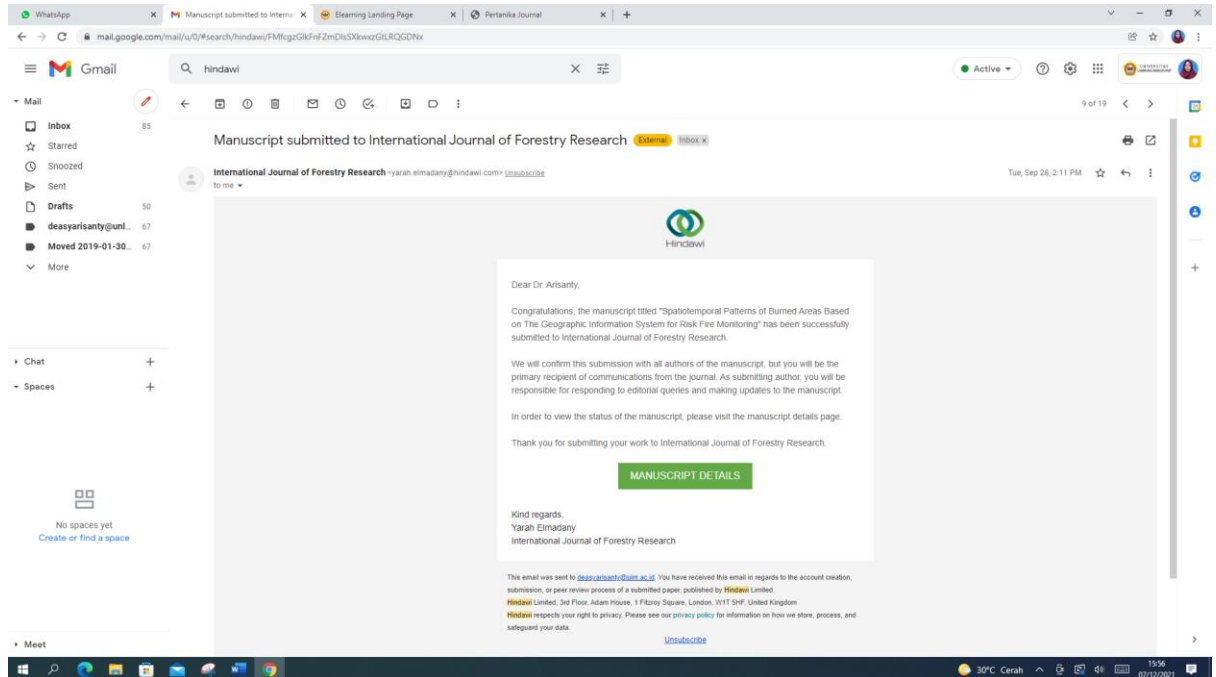 WhatsApp
Manuscript submitted to Interna
Elearning Landing Page
Pertanika Journal
mail.google.com/mail/u/0/#search/hindawi/
Gmail
hindawi
Active
Mail
9 of 19
Inbox 85
Starred
Snoozed
Sent
Drafts 50
deasyarisanty@unl... 67
Moved 2019-01-30... 67
More
Manuscript submitted to International Journal of Forestry Research External Inbox x
International Journal of Forestry Research <yarah.elmadany@hindawi.com> Unsubscribe
Tue, Sep 28, 2:11 PM
to me
Hindawi
Dear Dr. Arisanty,
Congratulations, the manuscript titled "Spatiotemporal Patterns of Burned Areas Based
on The Geographic Information System for Risk Fire Monitoring" has been successfully
submitted to International Journal of Forestry Research.
We will confirm this submission with all authors of the manuscript, but you will be the
primary recipient of communications from the journal. As submitting author, you will be
responsible for responding to editorial queries and making updates to the manuscript.
In order to view the status of the manuscript, please visit the manuscript details page.
Thank you for submitting your work to International Journal of Forestry Research.
MANUSCRIPT DETAILS
Kind regards,
Yarah Elmadany
International Journal of Forestry Research
This email was sent to deasyarisanty@ulm.ac.id. You have received this email in regards to the account creation,
submission, or peer review process of a submitted paper, published by Hindawi Limited.
Hindawi Limited, 3rd Floor, Adam House, 1 Fitzroy Square, London, W1T 5HF, United Kingdom
Hindawi respects your right to privacy. Please see our privacy policy for information on how we store, process, and
safeguard your data.
Unsubscribe
Chat
Spaces
No spaces yet
Create or find a space
Meet
30°C Cerah
15:56
07/12/2021